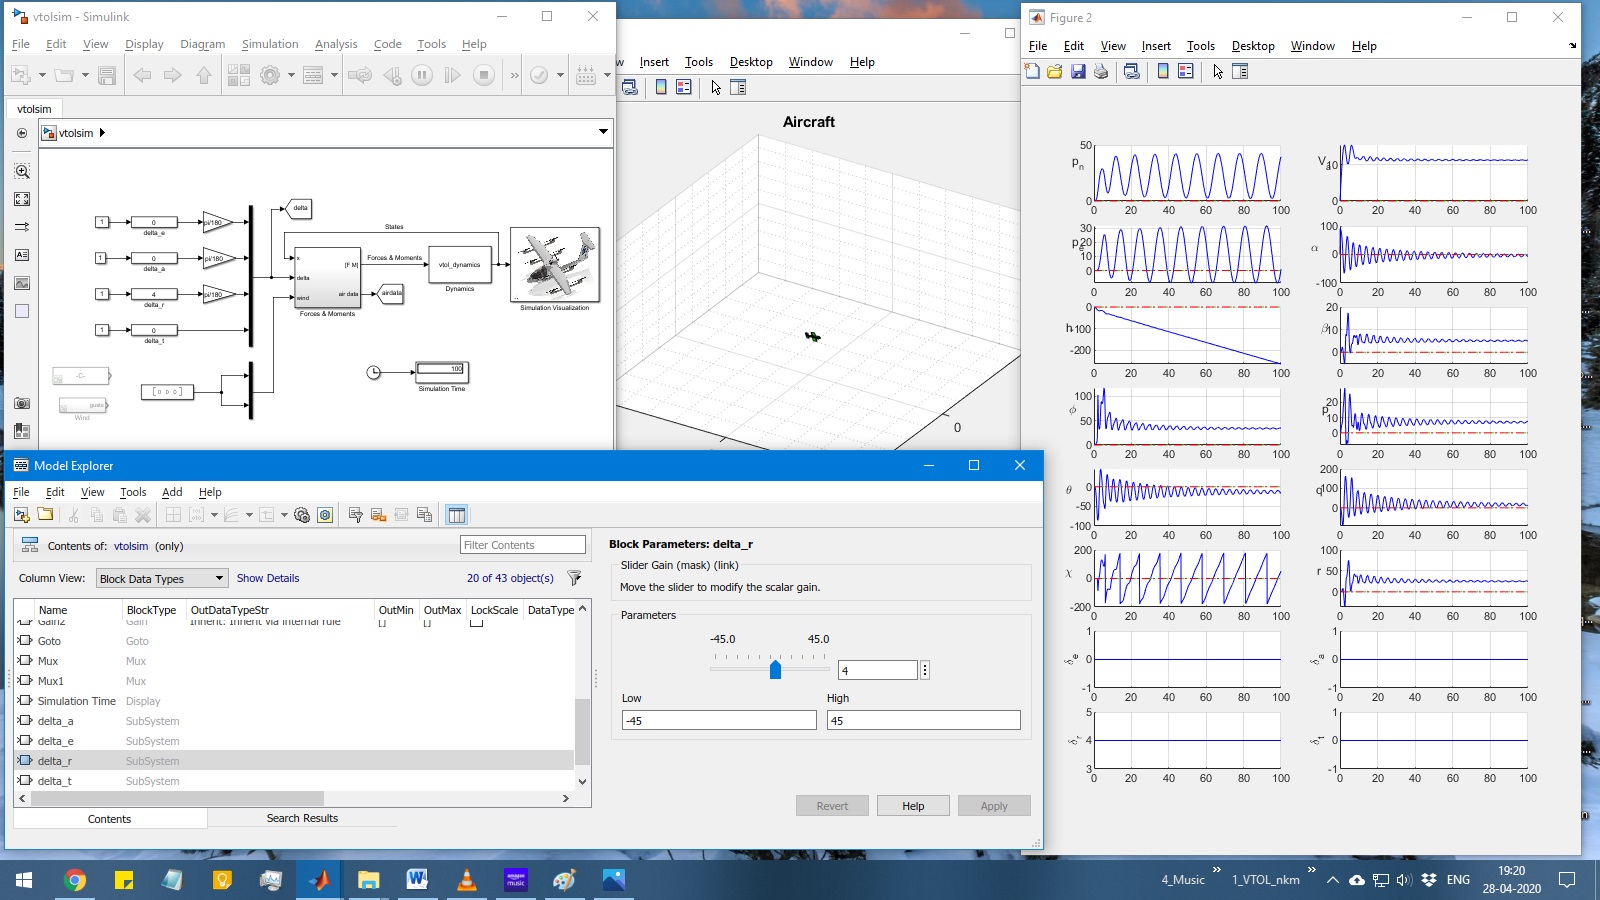 vtolsim - Simulink
File Edit View Display Diagram Simulation Analysis Code Tools Help
vtolsim
vtolsim
1 0 pi/180
delta_e
1 0 pi/180
delta_a
1 4 pi/180
delta_r
1 0
delta_t
delta
States
x
delta
wind
[F M]
air data
Forces & Moments
Forces & Moments
vtol_dynamics
Dynamics
airdata
Simulation Visualization
-C-
goals
Wind
[ 0 0 0 ]
100
Simulation Time
w Insert Tools Desktop Window Help
Aircraft
0
Figure 2
File Edit View Insert Tools Desktop Window Help
50
0
p n
0 20 40 60 80 100
10
0
V a
0 20 40 60 80 100
30
20
10
0
p e
0 20 40 60 80 100
100
0
-100
α
0 20 40 60 80 100
-100
-200
h
0 20 40 60 80 100
20
10
0
β
0 20 40 60 80 100
100
50
0
ϕ
0 20 40 60 80 100
20
0
p
0 20 40 60 80 100
0
-50
-100
θ
0 20 40 60 80 100
200
100
0
q
0 20 40 60 80 100
200
0
-200
χ
0 20 40 60 80 100
100
50
0
r
0 20 40 60 80 100
1
0
-1
δ e
0 20 40 60 80 100
1
0
-1
δ a
0 20 40 60 80 100
5
4
3
δ r
0 20 40 60 80 100
1
0
-1
δ t
0 20 40 60 80 100
Model Explorer
File Edit View Tools Add Help
Contents of: vtolsim (only)
Filter Contents
Column View: Block Data Types Show Details 20 of 43 object(s)
Name BlockType OutDataTypeStr OutMin OutMax LockScale DataType
Gain2 Gain Inherit: Inherit via internal rule [] []
Goto Goto
Mux Mux
Mux1 Mux
Simulation Time Display
delta_a SubSystem
delta_e SubSystem
delta_r SubSystem
delta_t SubSystem
Contents Search Results
Block Parameters: delta_r
Slider Gain (mask) (link)
Move the slider to modify the scalar gain.
Parameters
-45.0 45.0
4
Low High
-45 45
Revert Help Apply
amazon music
4_Music » 1_VTOL_nkm » ENG
19:20
28-04-2020